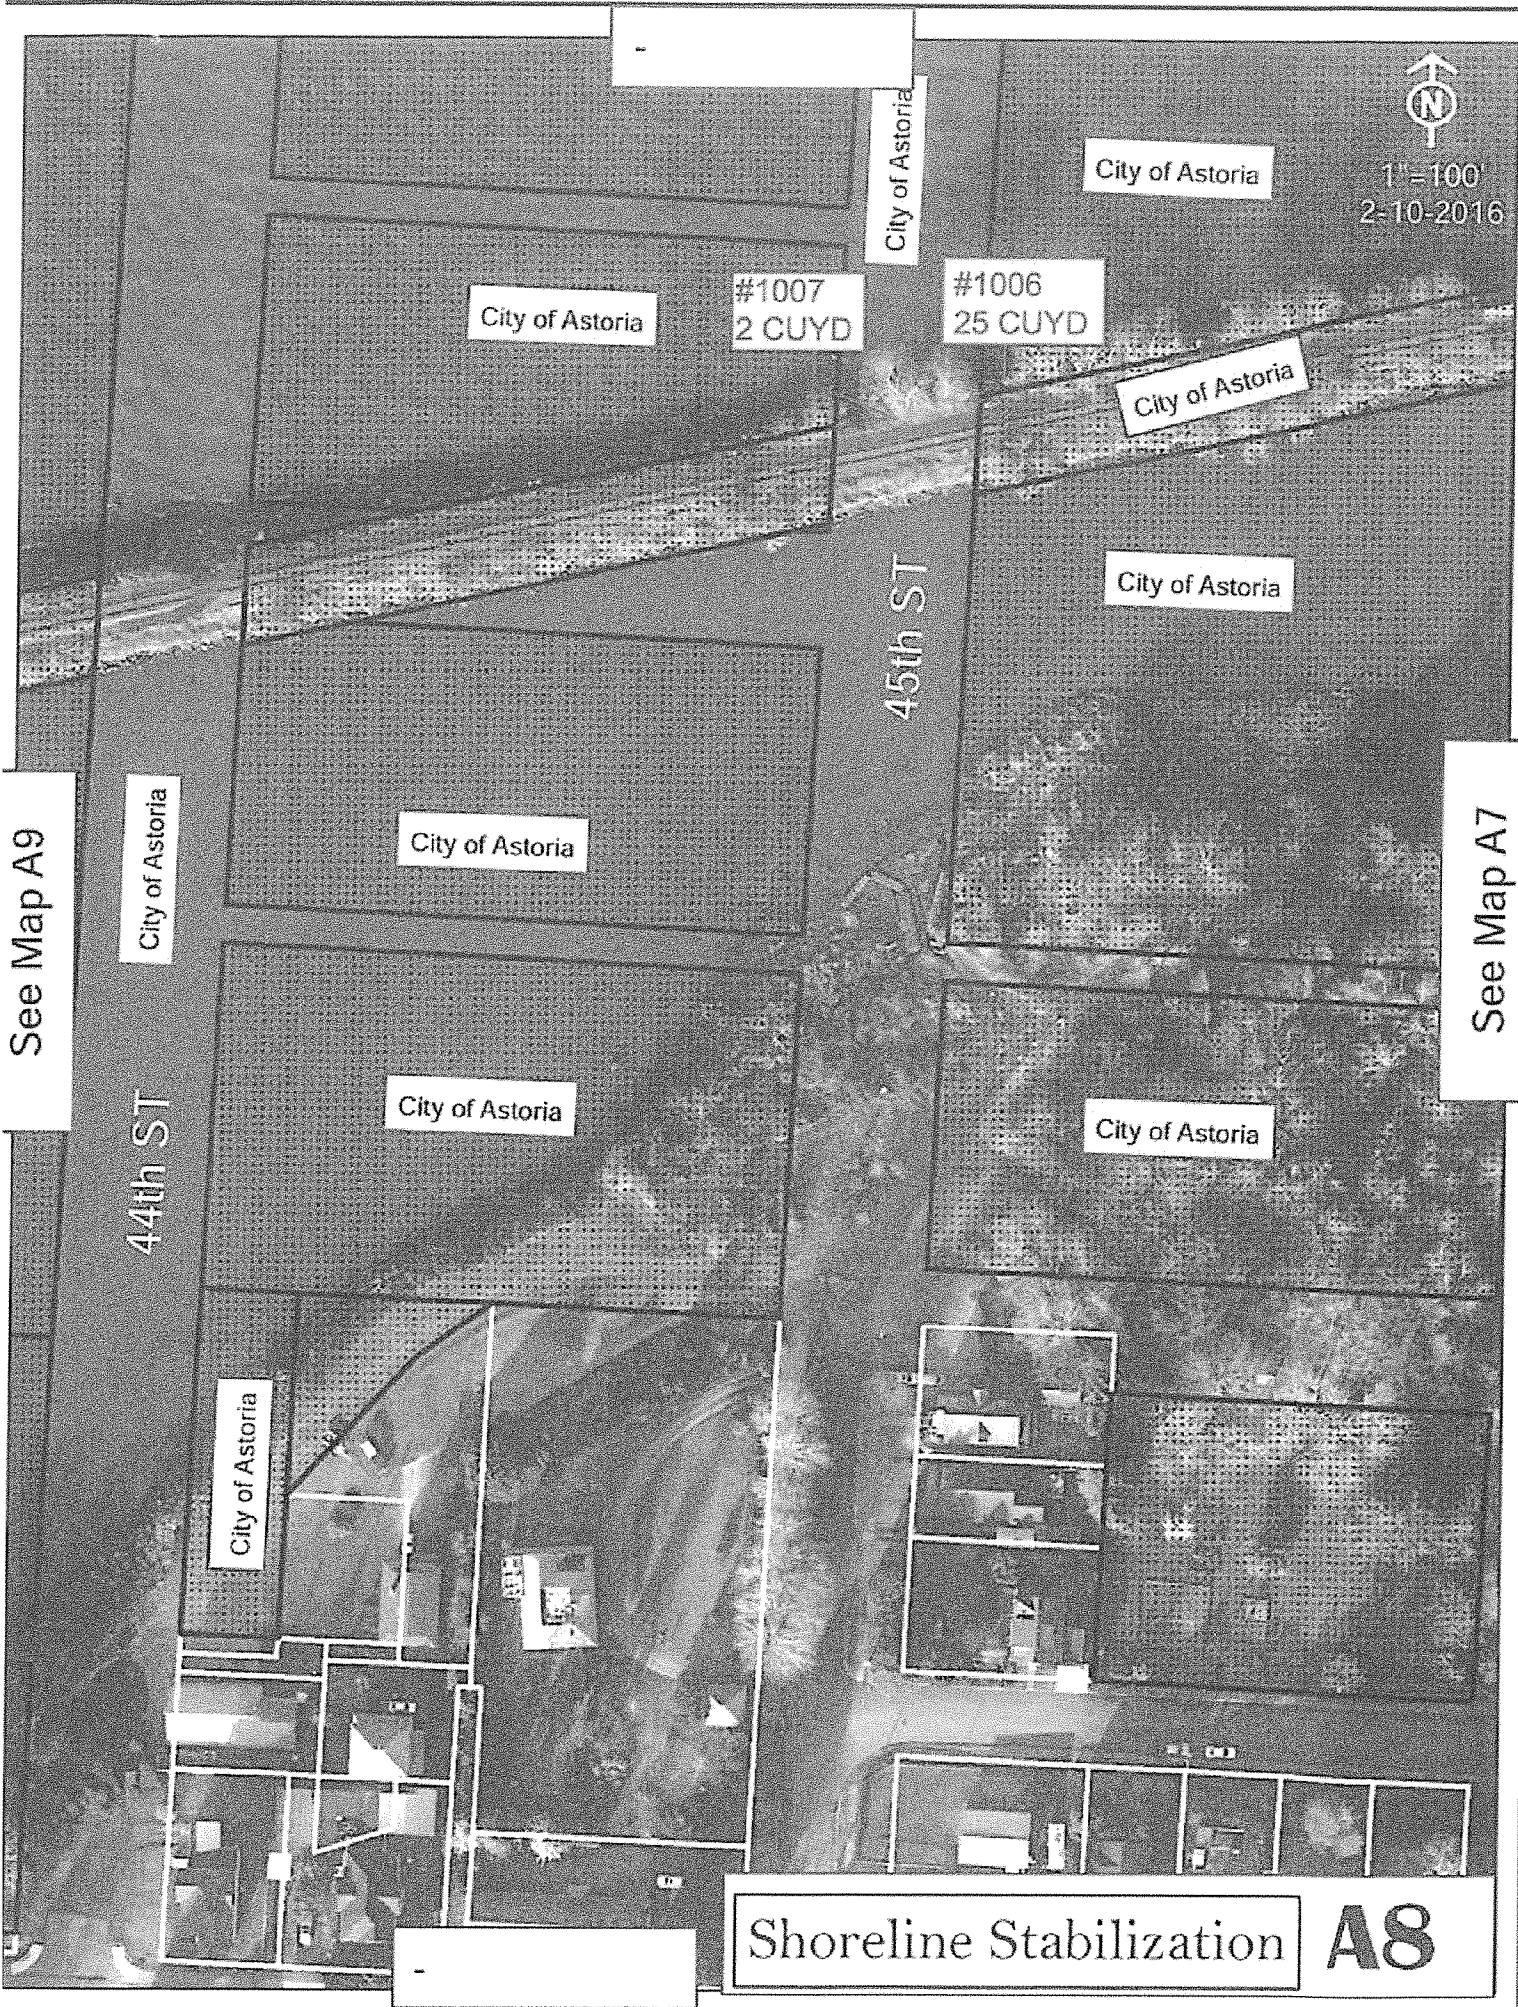 -
City of Astoria
City of Astoria
N
1"=100'
2-10-2016
City of Astoria
#1007
2 CUYD
#1006
25 CUYD
City of Astoria
45th ST
City of Astoria
See Map A9
City of Astoria
City of Astoria
See Map A7
44th ST
City of Astoria
City of Astoria
City of Astoria
-
Shoreline Stabilization
A8